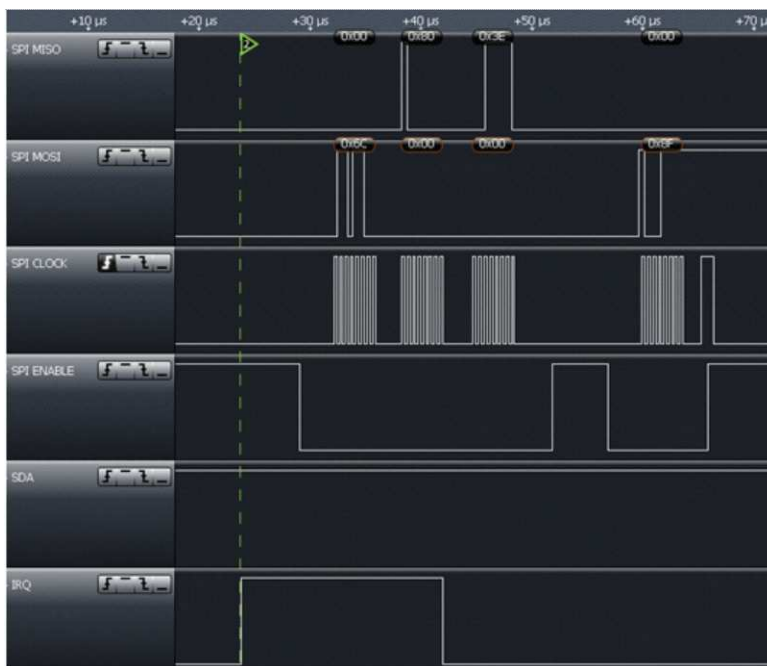 +10 µs +20 µs +30 µs +40 µs +50 µs +60 µs +70 µs
2
SPI MISO 0X00 0X80 0X3E 0X00
SPI MOSI 0X6C 0X00 0X00 0X8F
SPI CLOCK
SPI ENABLE
SDA
IRQ